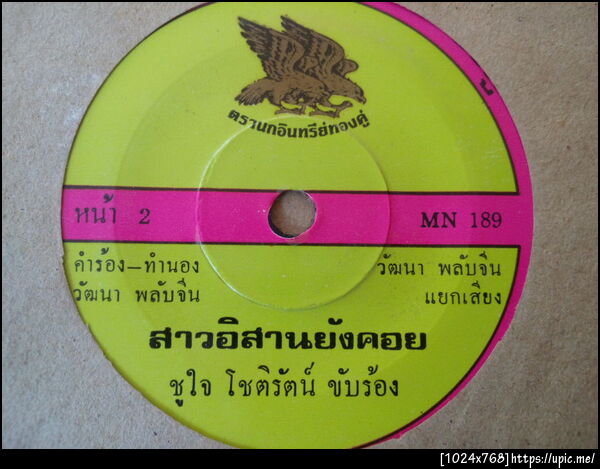 ตรานกอินทรีย์ทองคู่
หน้า 2
MN 189
คำร้อง–ทำนอง
วัฒนา พลับจีน
วัฒนา พลับจีน
แยกเสียง
สาวอิสานยังคอย
ชูใจ โชติรัตน์ ขับร้อง
[1024x768]https://upic.me/